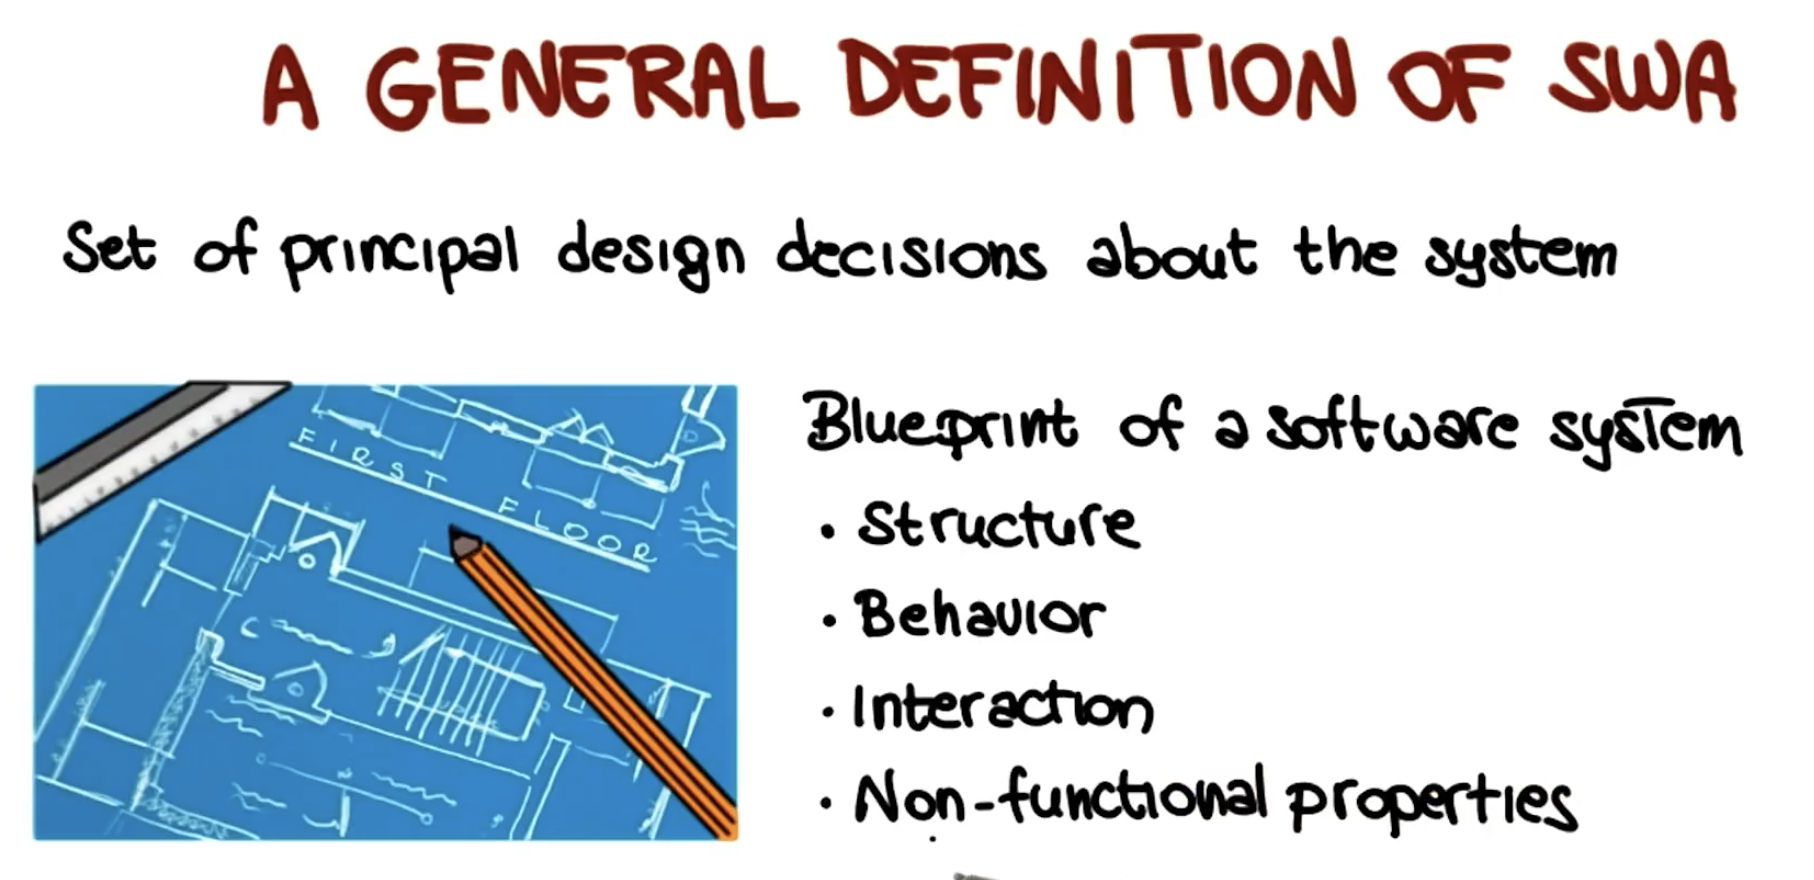 A GENERAL DEFINITION OF SWA
Set of principal design decisions about the system
FIRST FLOOR
Blueprint of a software system
• Structure
• Behavior
• Interaction
• Non-functional properties